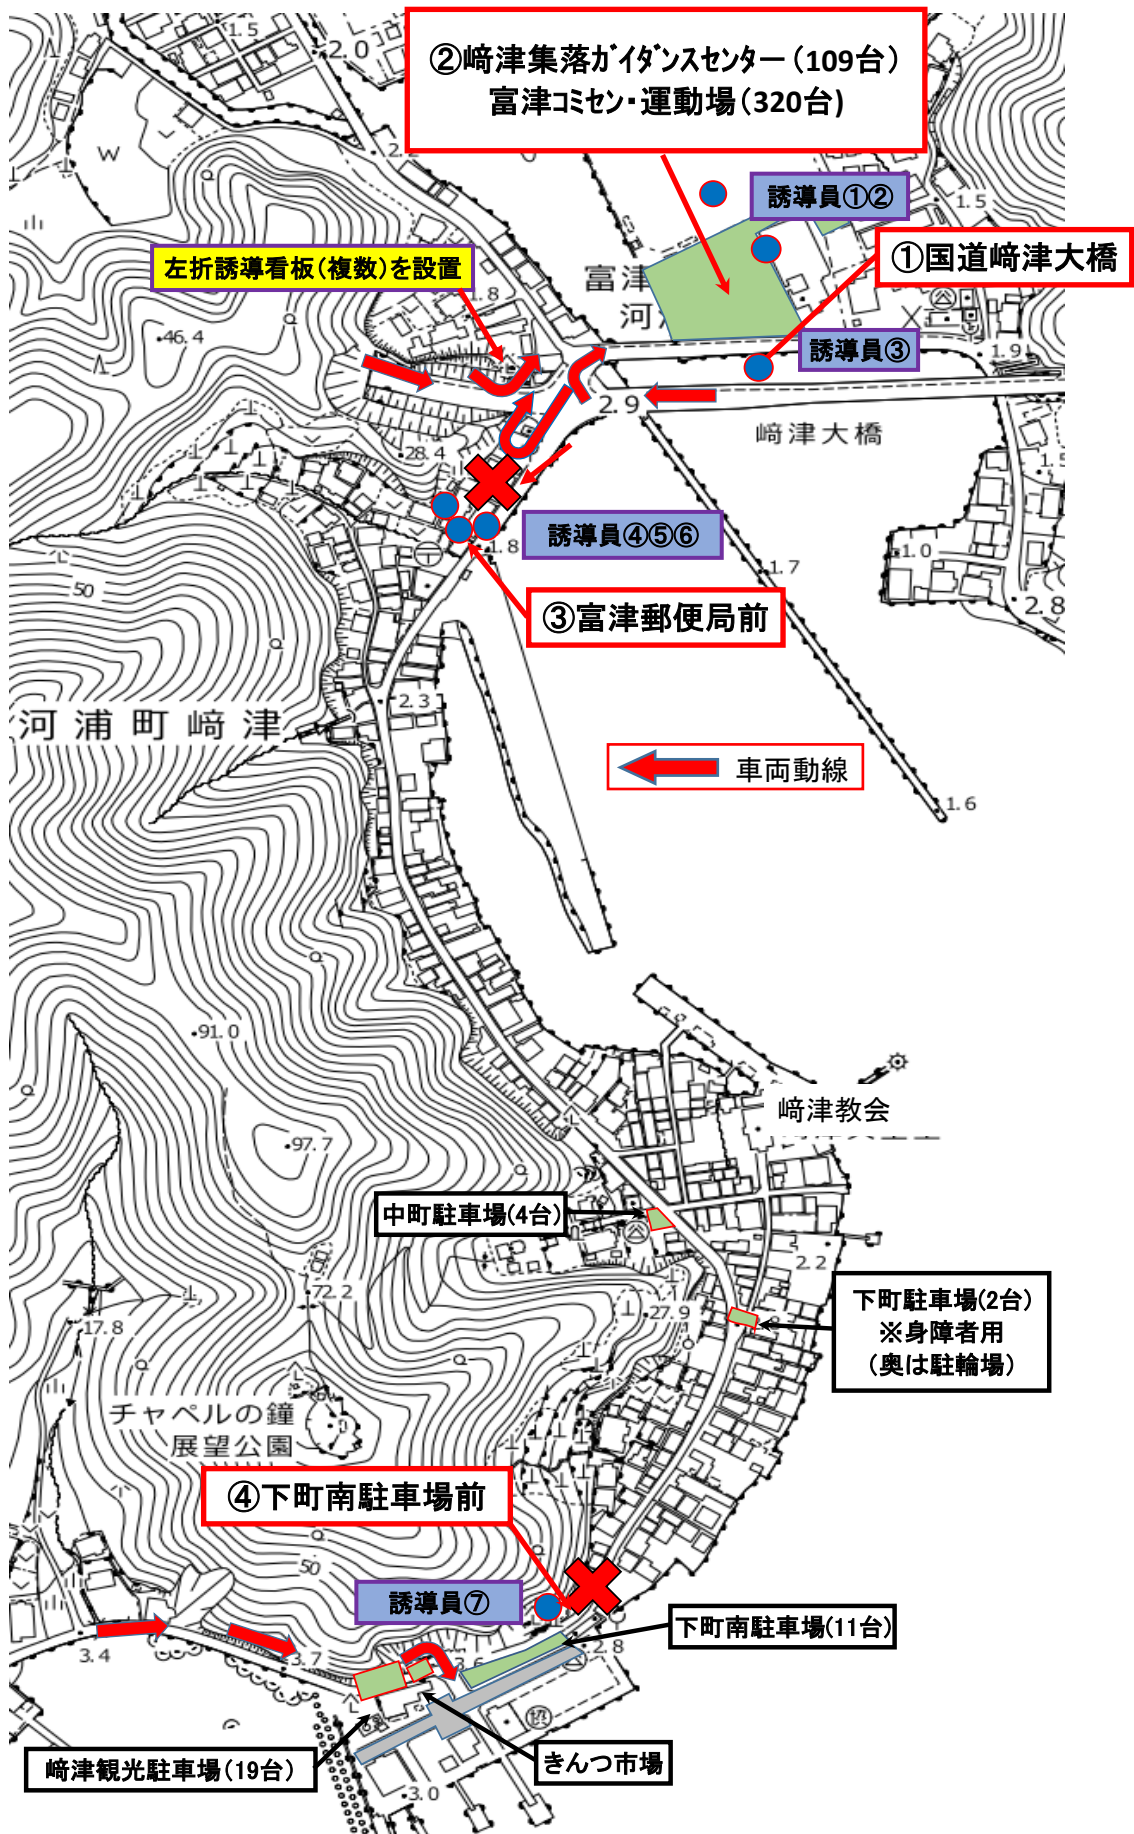 ②﨑津集落ｶﾞｲﾀﾞﾝｽセンター（109台）
富津ｺﾐｾﾝ・運動場（320台）
誘導員①②
①国道﨑津大橋
左折誘導看板（複数）を設置
誘導員③
富津
河
﨑津大橋
誘導員④⑤⑥
③富津郵便局前
河浦町﨑津
車両動線
﨑津教会
中町駐車場(4台)
下町駐車場(2台)
※身障者用
（奥は駐輪場）
チャペルの鐘
展望公園
④下町南駐車場前
誘導員⑦
下町南駐車場(11台)
﨑津観光駐車場（19台）
きんつ市場
1.5
2.0
2.2
W
1.5
1.8
46.4
1.9
2.9
28.4
1.8
1.0
1.7
2.8
50
2.3
1.6
91.0
97.7
72.2
27.9
2.2
17.8
50
3.4
3.7
2.8
3.0